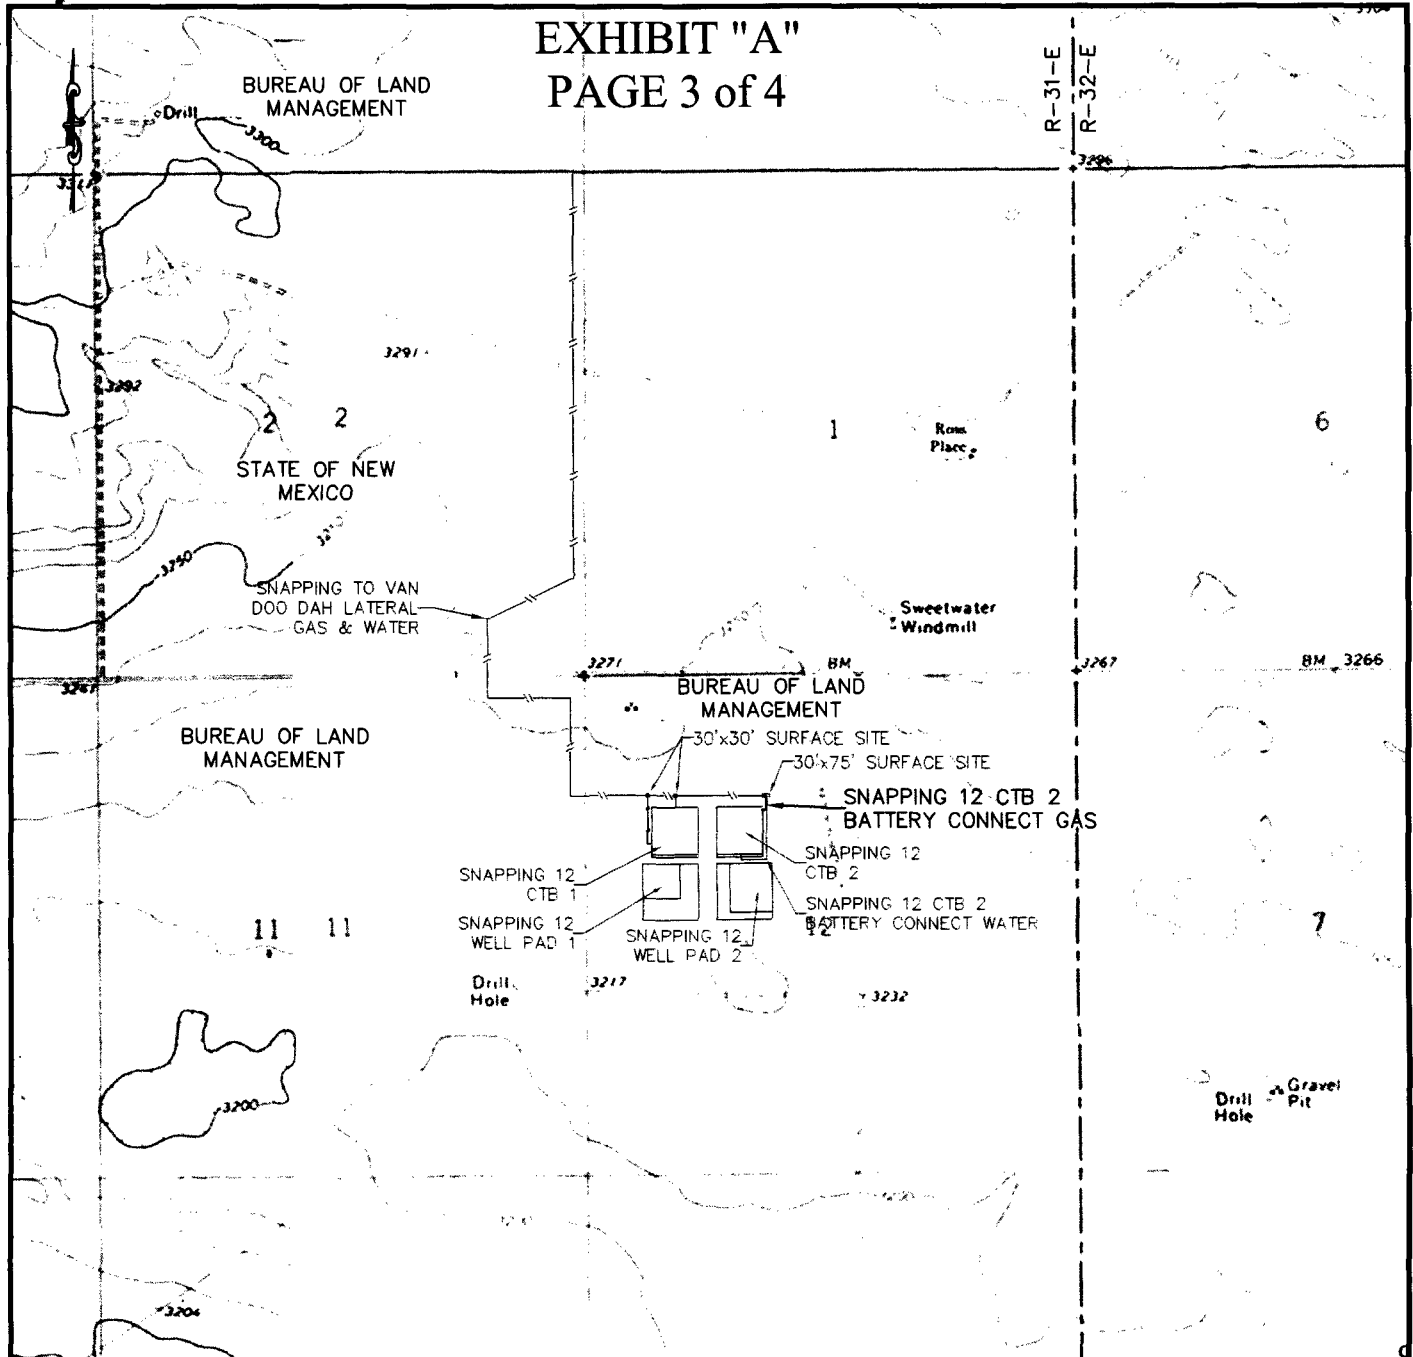 EXHIBIT "A"
PAGE 3 of 4
R-31-E
R-32-E
BUREAU OF LAND
MANAGEMENT
Drill
3300
3296
3291
3292
2
2
1
6
Place
STATE OF NEW
MEXICO
3250
SNAPPING TO VAN
DOO DAH LATERAL
GAS & WATER
Sweetwater
Windmill
3271
BM
3267
BM 3266
BUREAU OF LAND
MANAGEMENT
BUREAU OF LAND
MANAGEMENT
30'x30' SURFACE SITE
30'x75' SURFACE SITE
SNAPPING 12 CTB 2
BATTERY CONNECT GAS
SNAPPING 12
CTB 2
SNAPPING 12
CTB 1
SNAPPING 12 CTB 2
BATTERY CONNECT WATER
SNAPPING 12
WELL PAD 1
SNAPPING 12
WELL PAD 2
11
11
12
7
Drill
Hole
3217
3232
3200
Drill
Hole
Gravel
Pit
3204